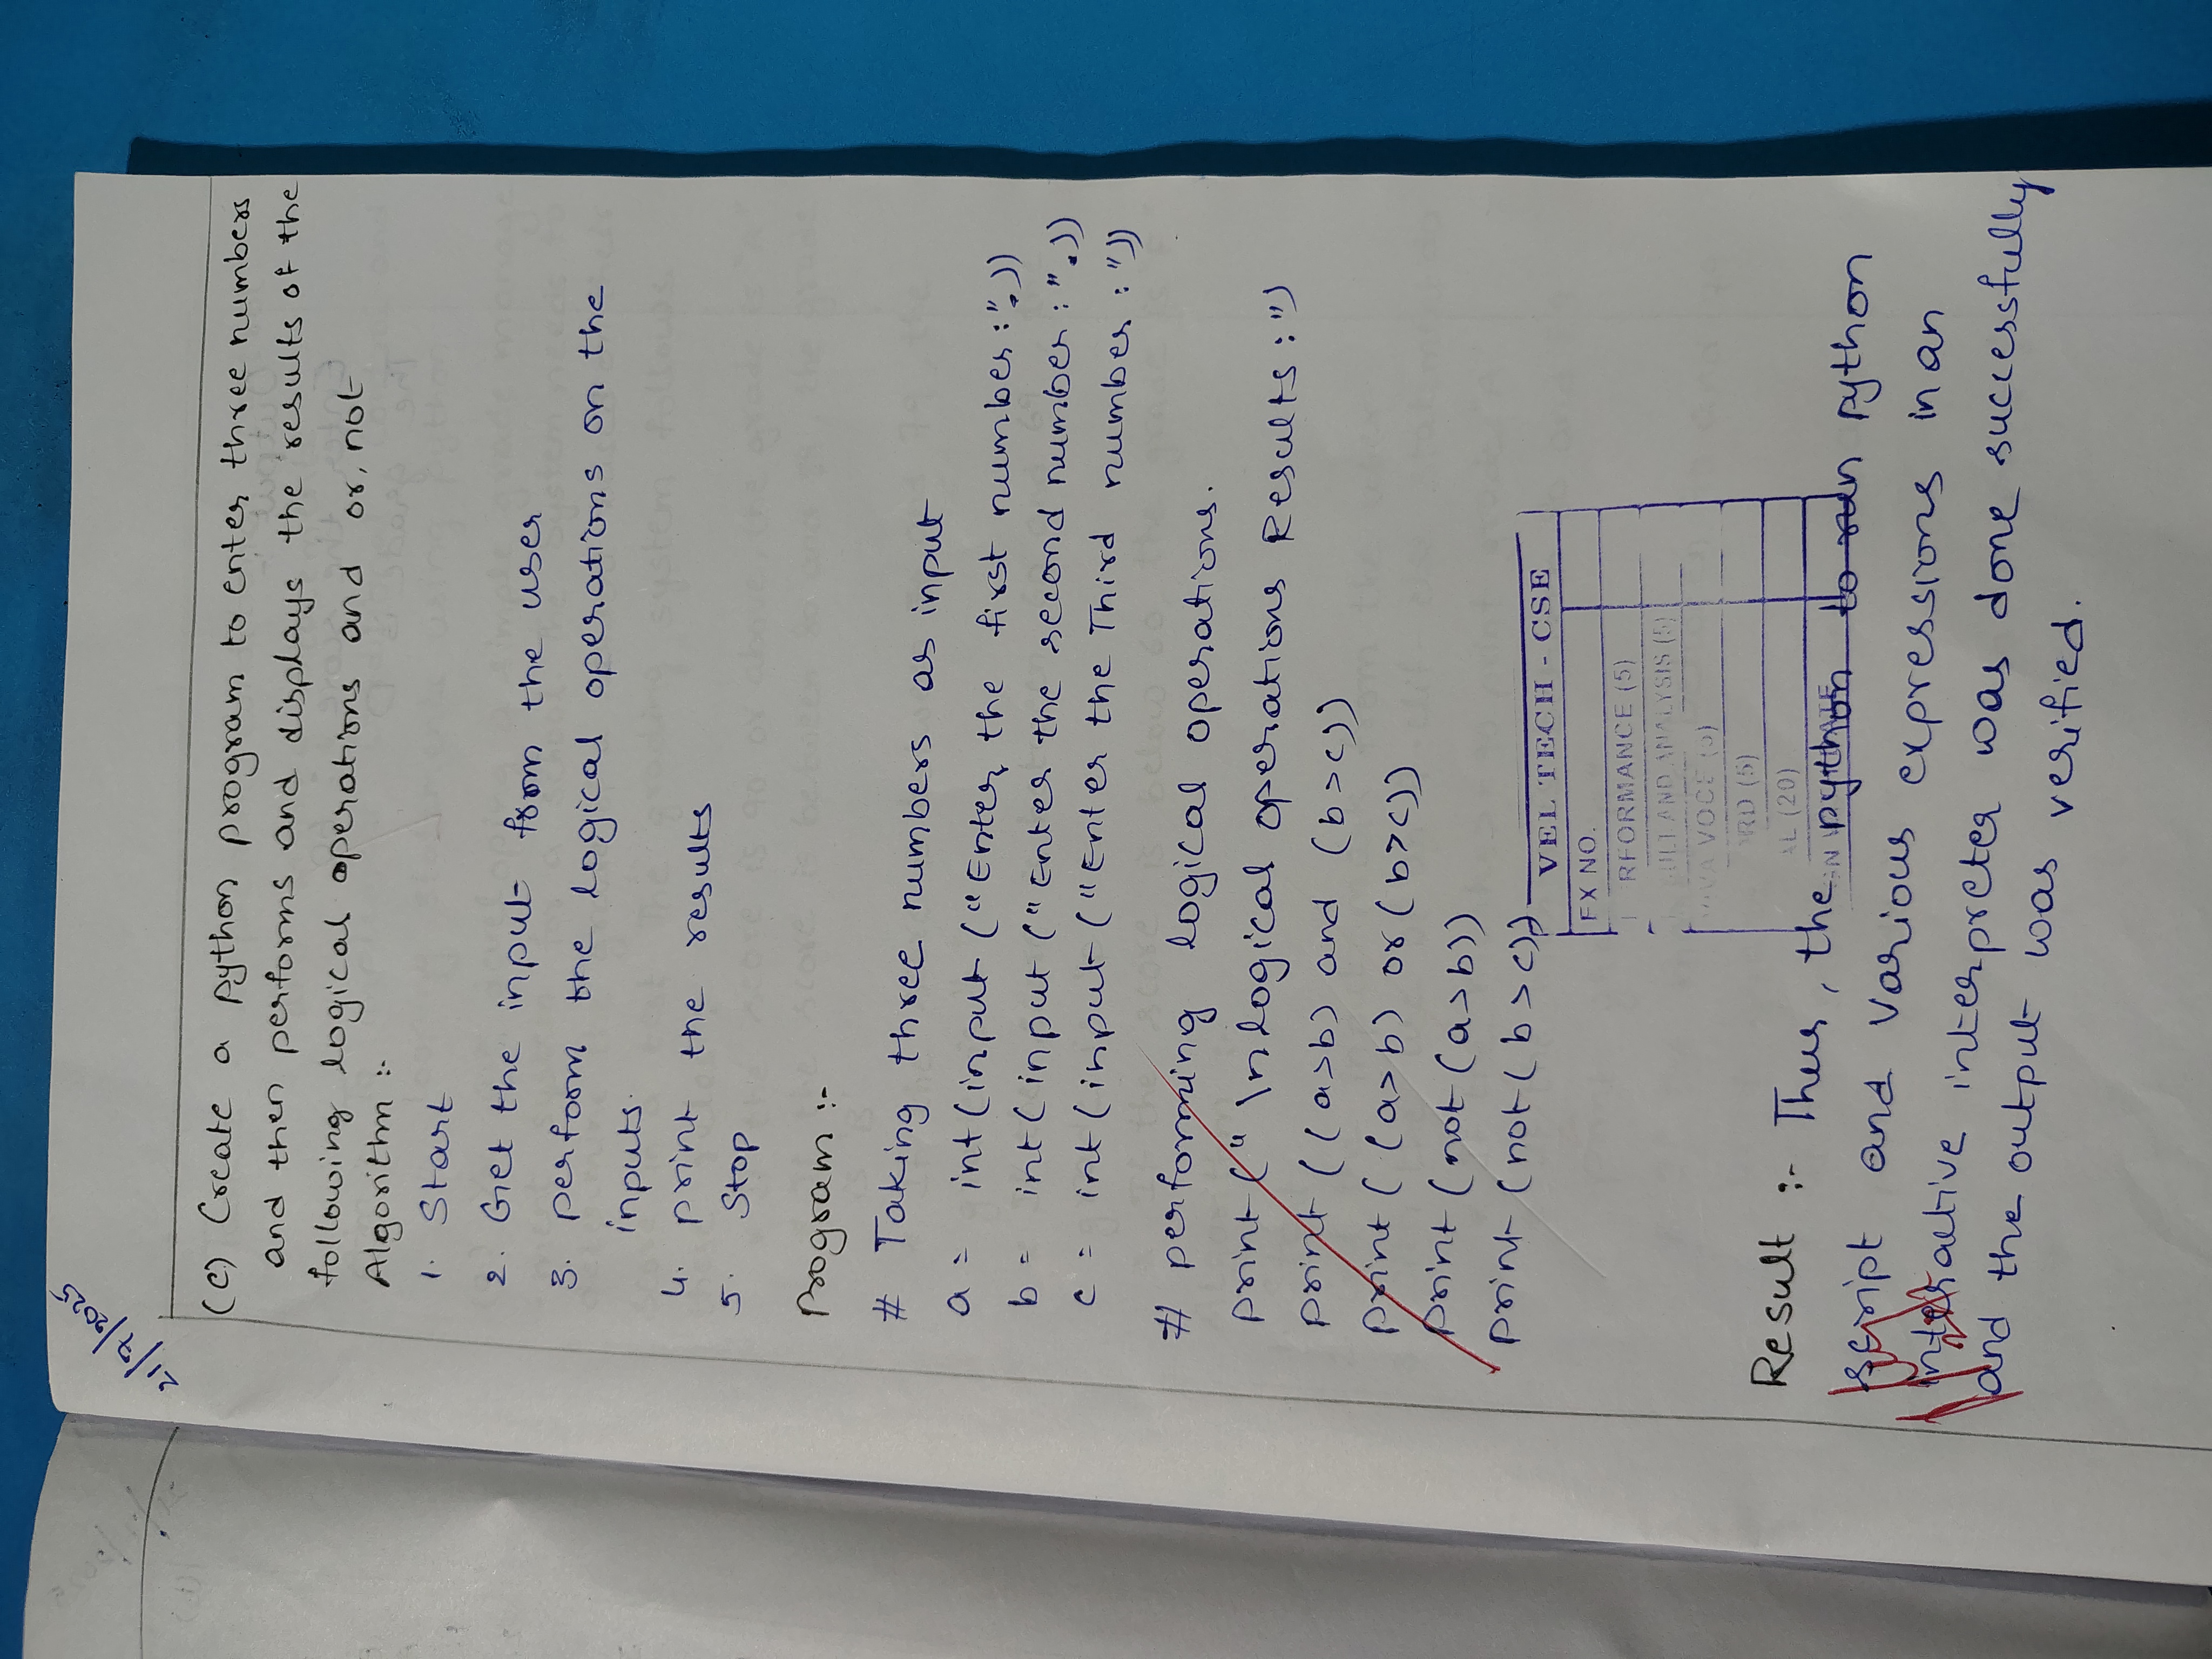 21/7/2025
(C) Create a python program to enter three numbers
and then performs and displays the results of the
following logical operations and or, not
Algorithm :-
1. Start
2. Get the input from the user
3. perform the logical operations on the
inputs.
4. print the results
5. Stop
Program :-
# Taking three numbers as input
a = int(input ("Enter the first number:".))
b = int(input ("Enter the second number:".))
c = int(input ("Enter the Third number:"))
# performing logical operations.
print ("\nlogical operations Results:")
print ((a>b) and (b>c))
print ((a>b) or (b>c))
print (not (a>b))
print (not (b>c))
VEL TECH - CSE
EX NO.
RFORMANCE (5)
ULT AND ANALYSIS (5)
VOCE (5)
RD (5)
AL (20)
Result :- Thus, the python to run python
script and various expressions in an
interactive interpreter was done successfully
and the output was verified.